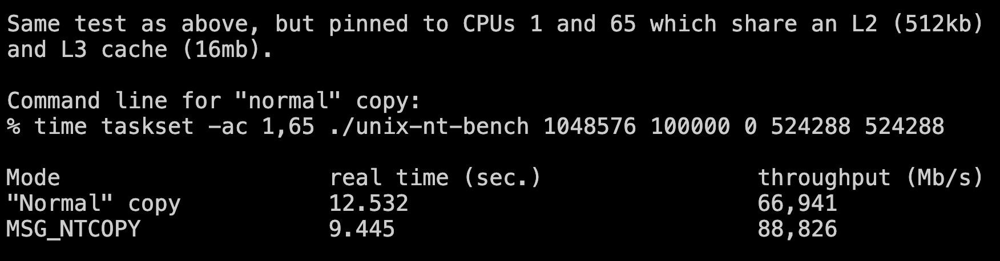 Same test as above, but pinned to CPUs 1 and 65 which share an L2 (512kb)
and L3 cache (16mb).
Command line for "normal" copy:
% time taskset -ac 1,65 ./unix-nt-bench 1048576 100000 0 524288 524288
Mode real time (sec.) throughput (Mb/s)
"Normal" copy 12.532 66,941
MSG_NTCOPY 9.445 88,826